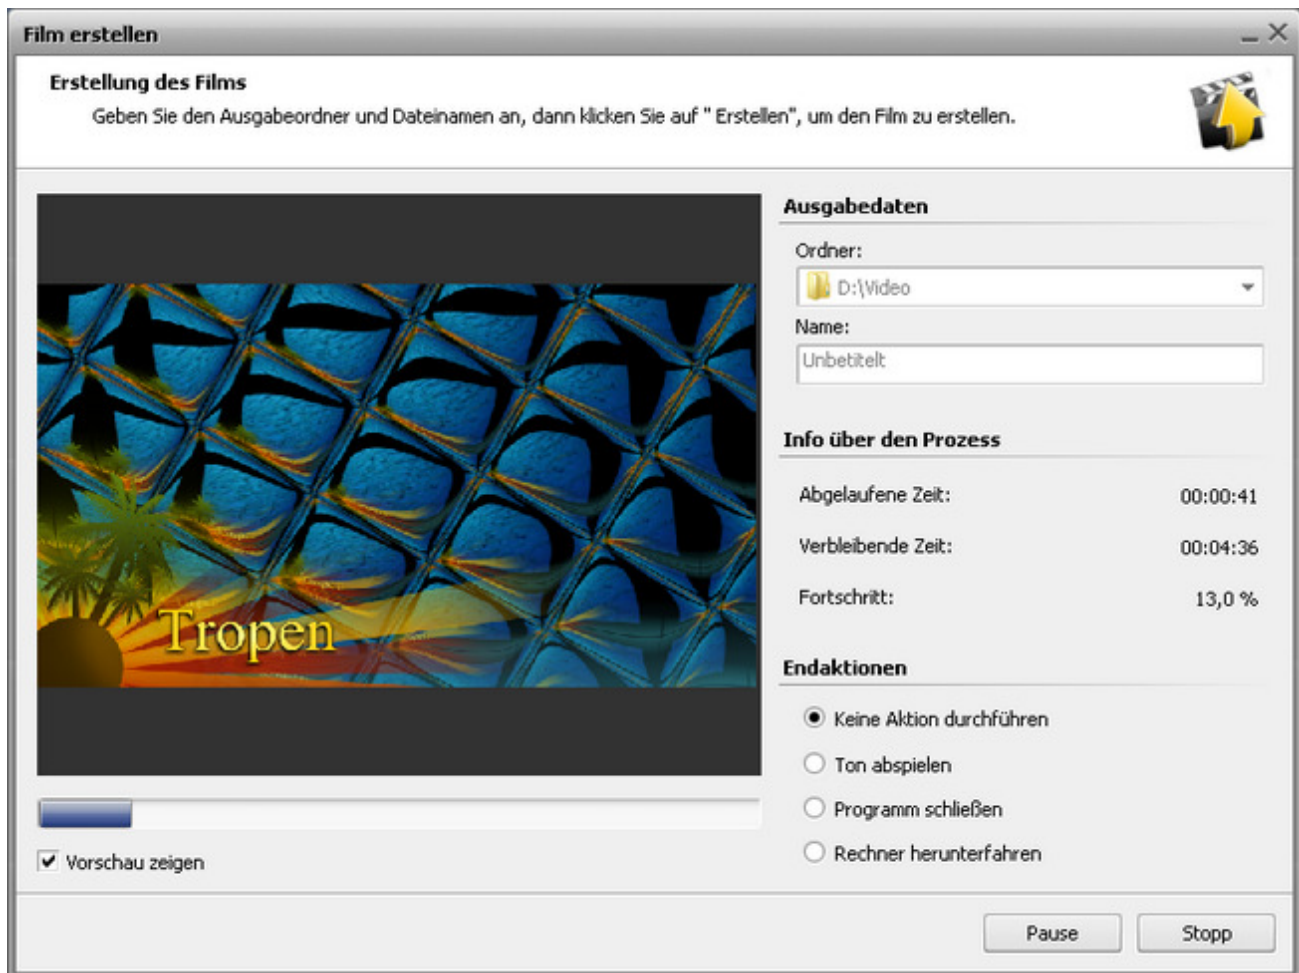 Film erstellen
Erstellung des Films
Geben Sie den Ausgabeordner und Dateinamen an, dann klicken Sie auf " Erstellen", um den Film zu erstellen.
Tropen
Vorschau zeigen
Ausgabedaten
Ordner:
D:\Video
Name:
Unbetitelt
Info über den Prozess
Abgelaufene Zeit: 00:00:41
Verbleibende Zeit: 00:04:36
Fortschritt: 13,0 %
Endaktionen
Keine Aktion durchführen
Ton abspielen
Programm schließen
Rechner herunterfahren
Pause Stopp